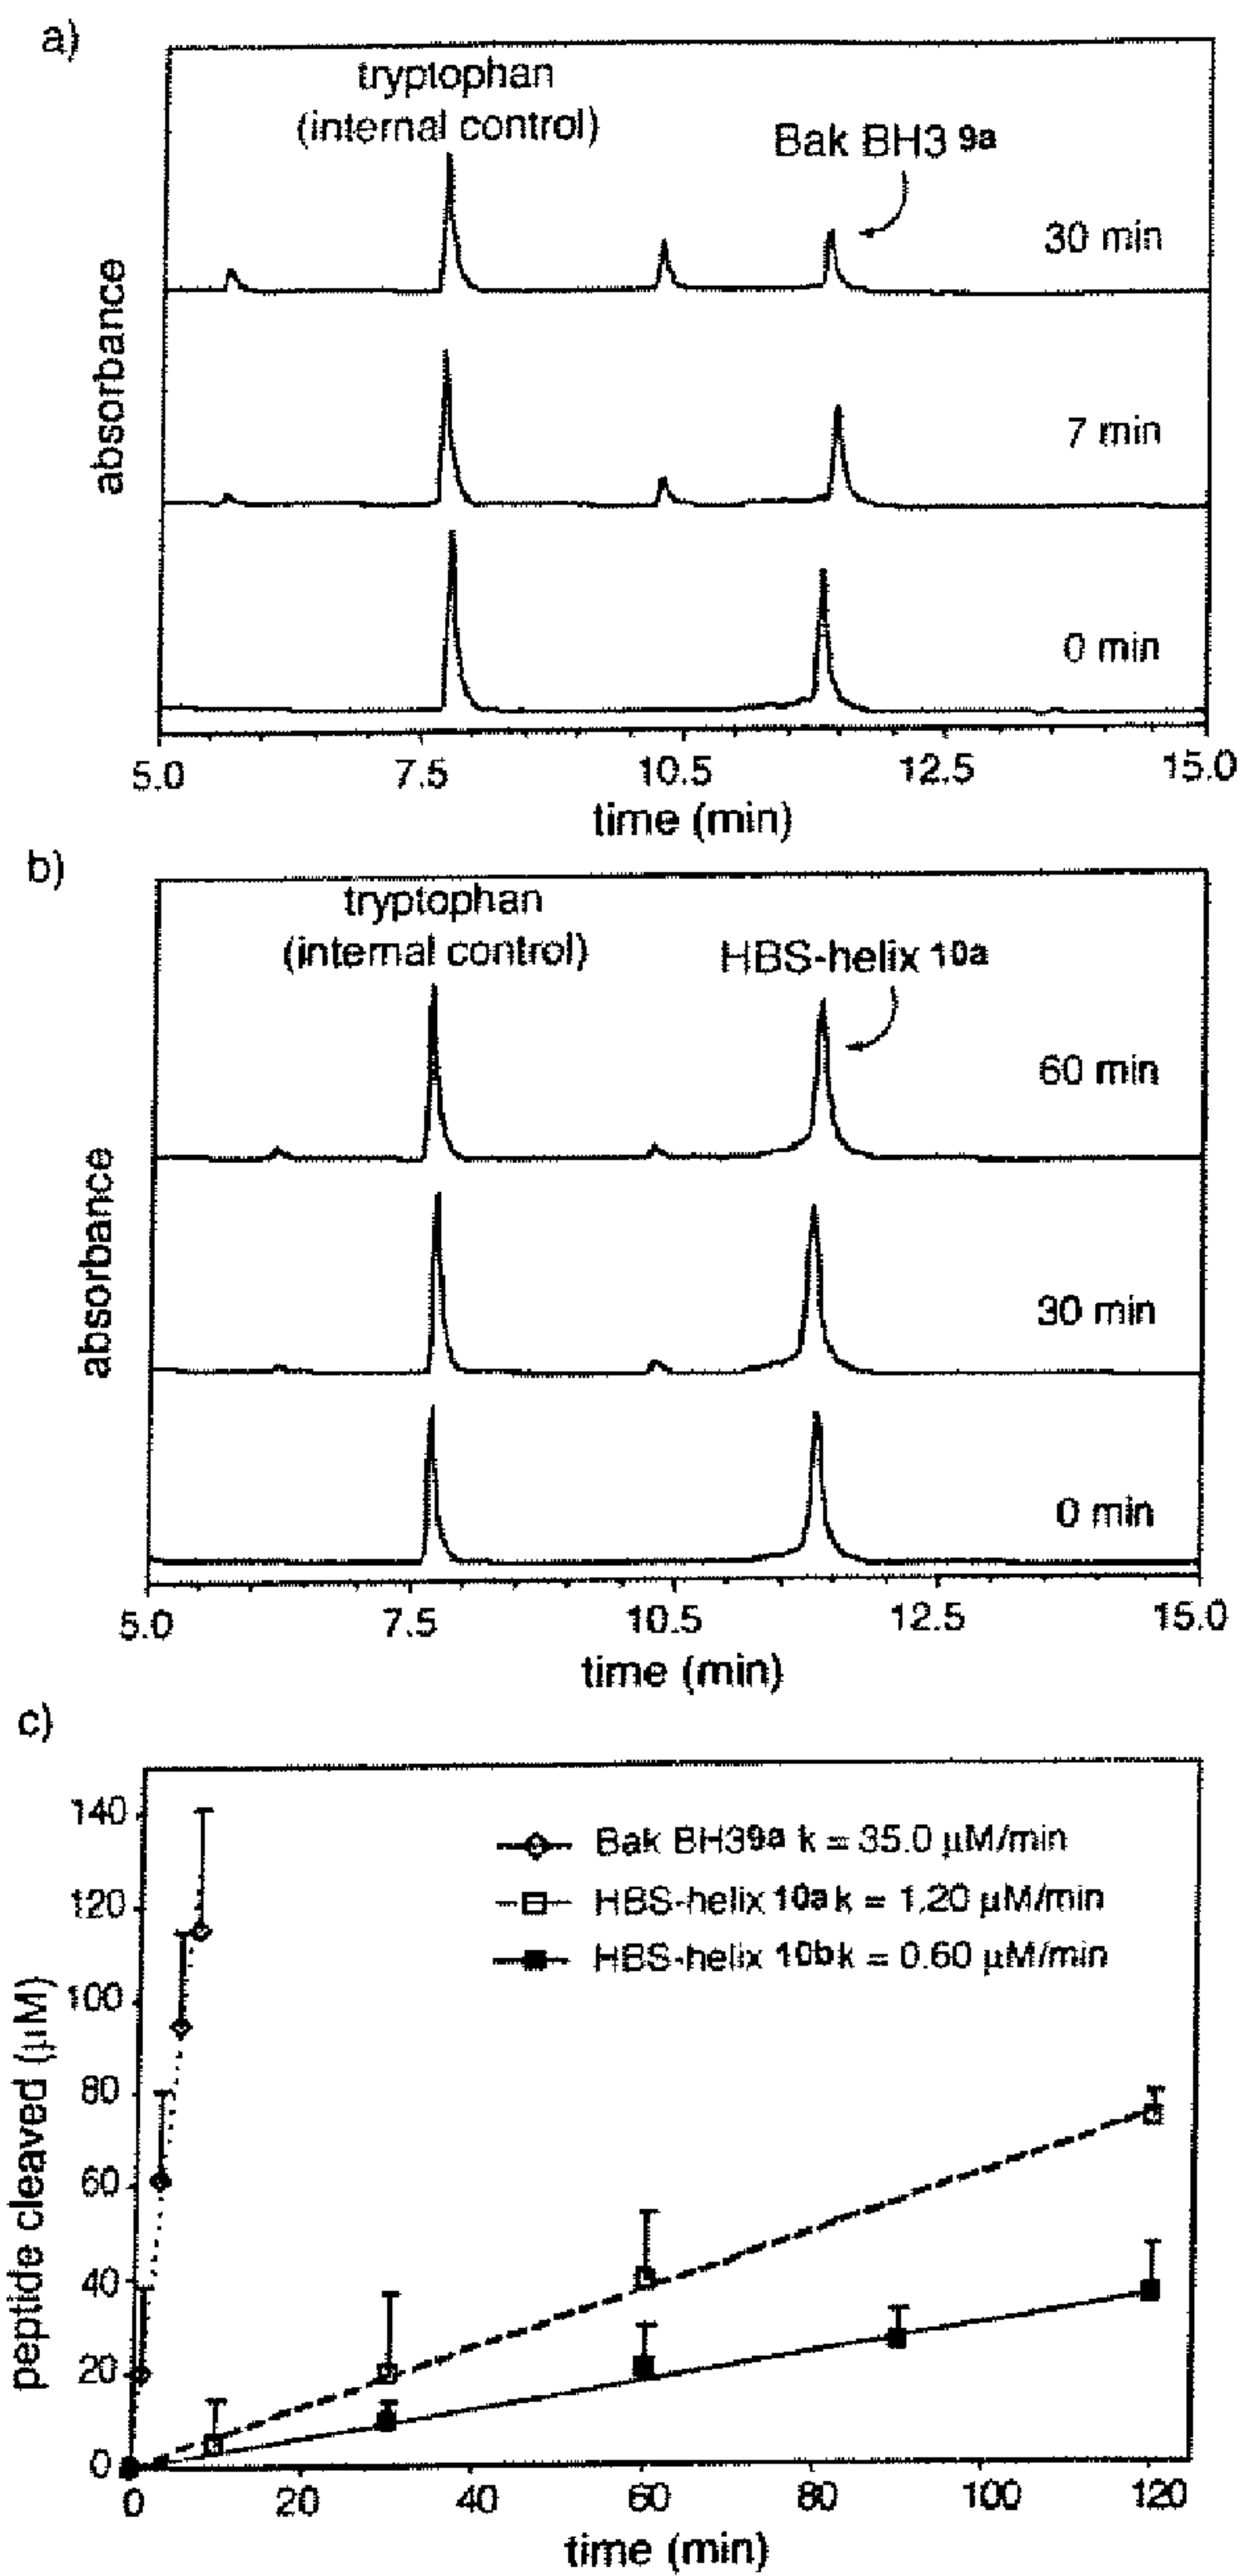 a)
tryptophan
(internal control)
Bak BH3 9a
30 min
7 min
0 min
absorbance
5.0 7.5 10.5 12.5 15.0
time (min)
b)
tryptophan
(internal control)
HBS-helix 10a
60 min
30 min
0 min
absorbance
5.0 7.5 10.5 12.5 15.0
time (min)
c)
140
120
100
80
60
40
20
0
peptide cleaved (μM)
Bak BH39a k = 35.0 μM/min
HBS-helix 10a k = 1.20 μM/min
HBS-helix 10b k = 0.60 μM/min
0 20 40 60 80 100 120
time (min)